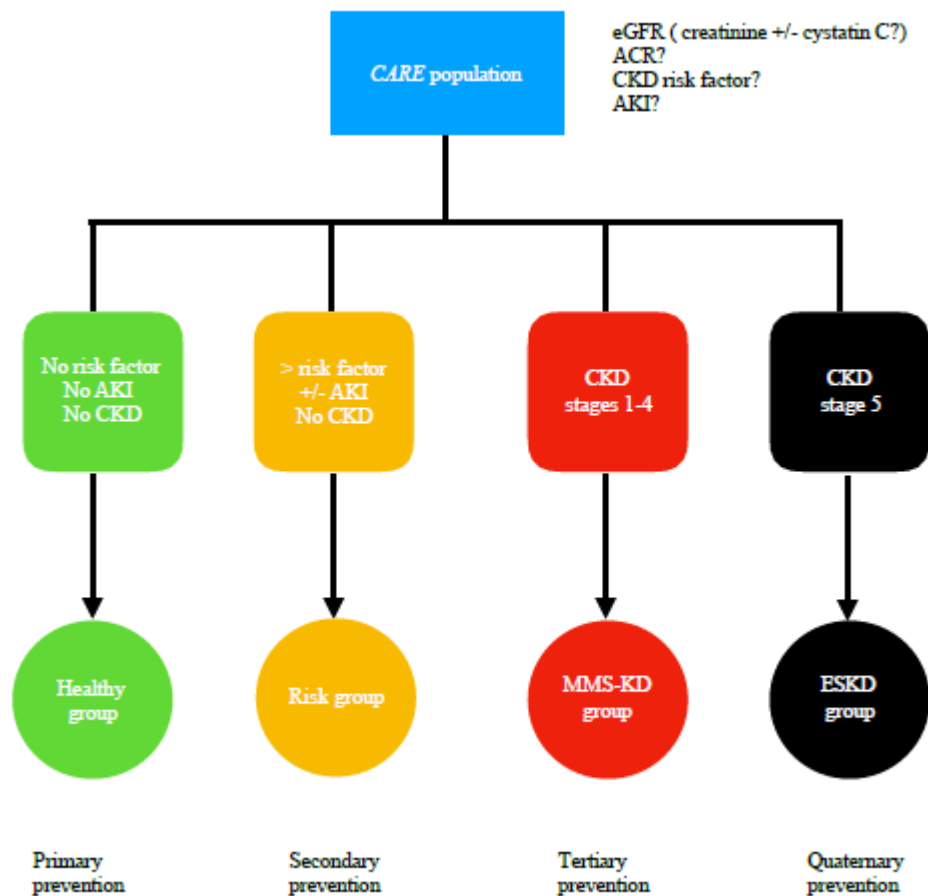 CARE population
eGFR ( creatinine +/- cystatin C?)
ACR?
CKD risk factor?
AKI?
No risk factor
No AKI
No CKD
> risk factor
+/- AKI
No CKD
CKD
stages 1-4
CKD
stage 5
Healthy
group
Risk group
MMS-KD
group
ESKD
group
Primary
prevention
Secondary
prevention
Tertiary
prevention
Quaternary
prevention